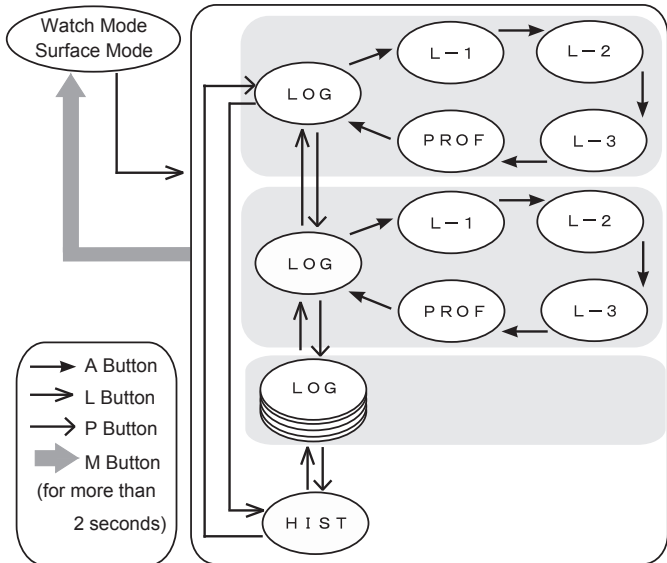 Watch Mode
Surface Mode
LOG
L-1
L-2
PROF
L-3
LOG
L-1
L-2
PROF
L-3
LOG
HIST
A Button
L Button
P Button
M Button
(for more than
2 seconds)